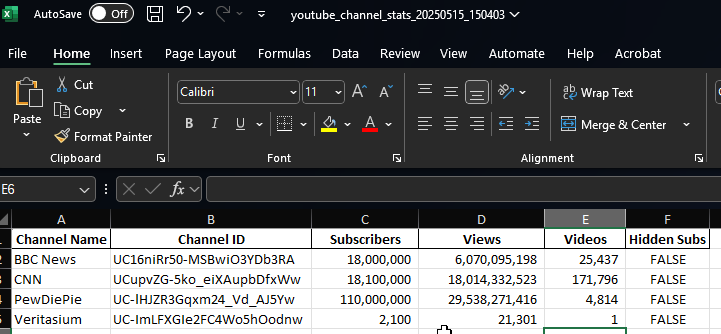 AutoSave Off youtube_channel_stats_20250515_150403
File Home Insert Page Layout Formulas Data Review View Automate Help Acrobat
Paste Cut Copy Format Painter
Clipboard
Calibri 11 A A
B I U A
Font
ab Wrap Text
Merge & Center
Alignment
E6 fx
A B C D E F
Channel Name Channel ID Subscribers Views Videos Hidden Subs
2 BBC News UC16niRr50-MSBwiO3YDb3RA 18,000,000 6,070,095,198 25,437 FALSE
3 CNN UCupvZG-5ko_eiXAupbDfxWw 18,100,000 18,014,332,523 171,796 FALSE
4 PewDiePie UC-lHJZR3Gqxm24_Vd_AJ5Yw 110,000,000 29,538,271,416 4,814 FALSE
5 Veritasium UC-ImLFXGIe2FC4Wo5hOodnw 2,100 21,301 1 FALSE